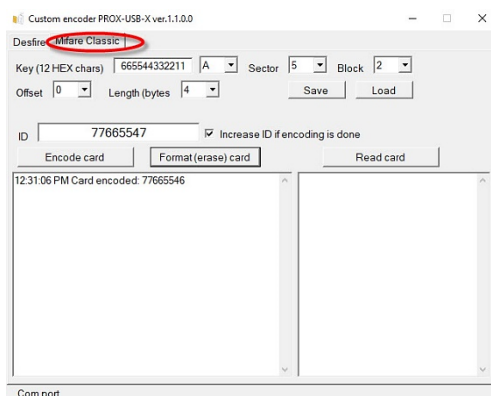 Custom encoder PROX-USB-X ver.1.1.0.0
Desfire Mifare Classic
Key (12 HEX chars) 665544332211 A Sector 5 Block 2
Offset 0 Length (bytes 4 Save Load
ID 77665547 Increase ID if encoding is done
Encode card Format (erase) card Read card
12:31:06 PM Card encoded: 77665546
Com port